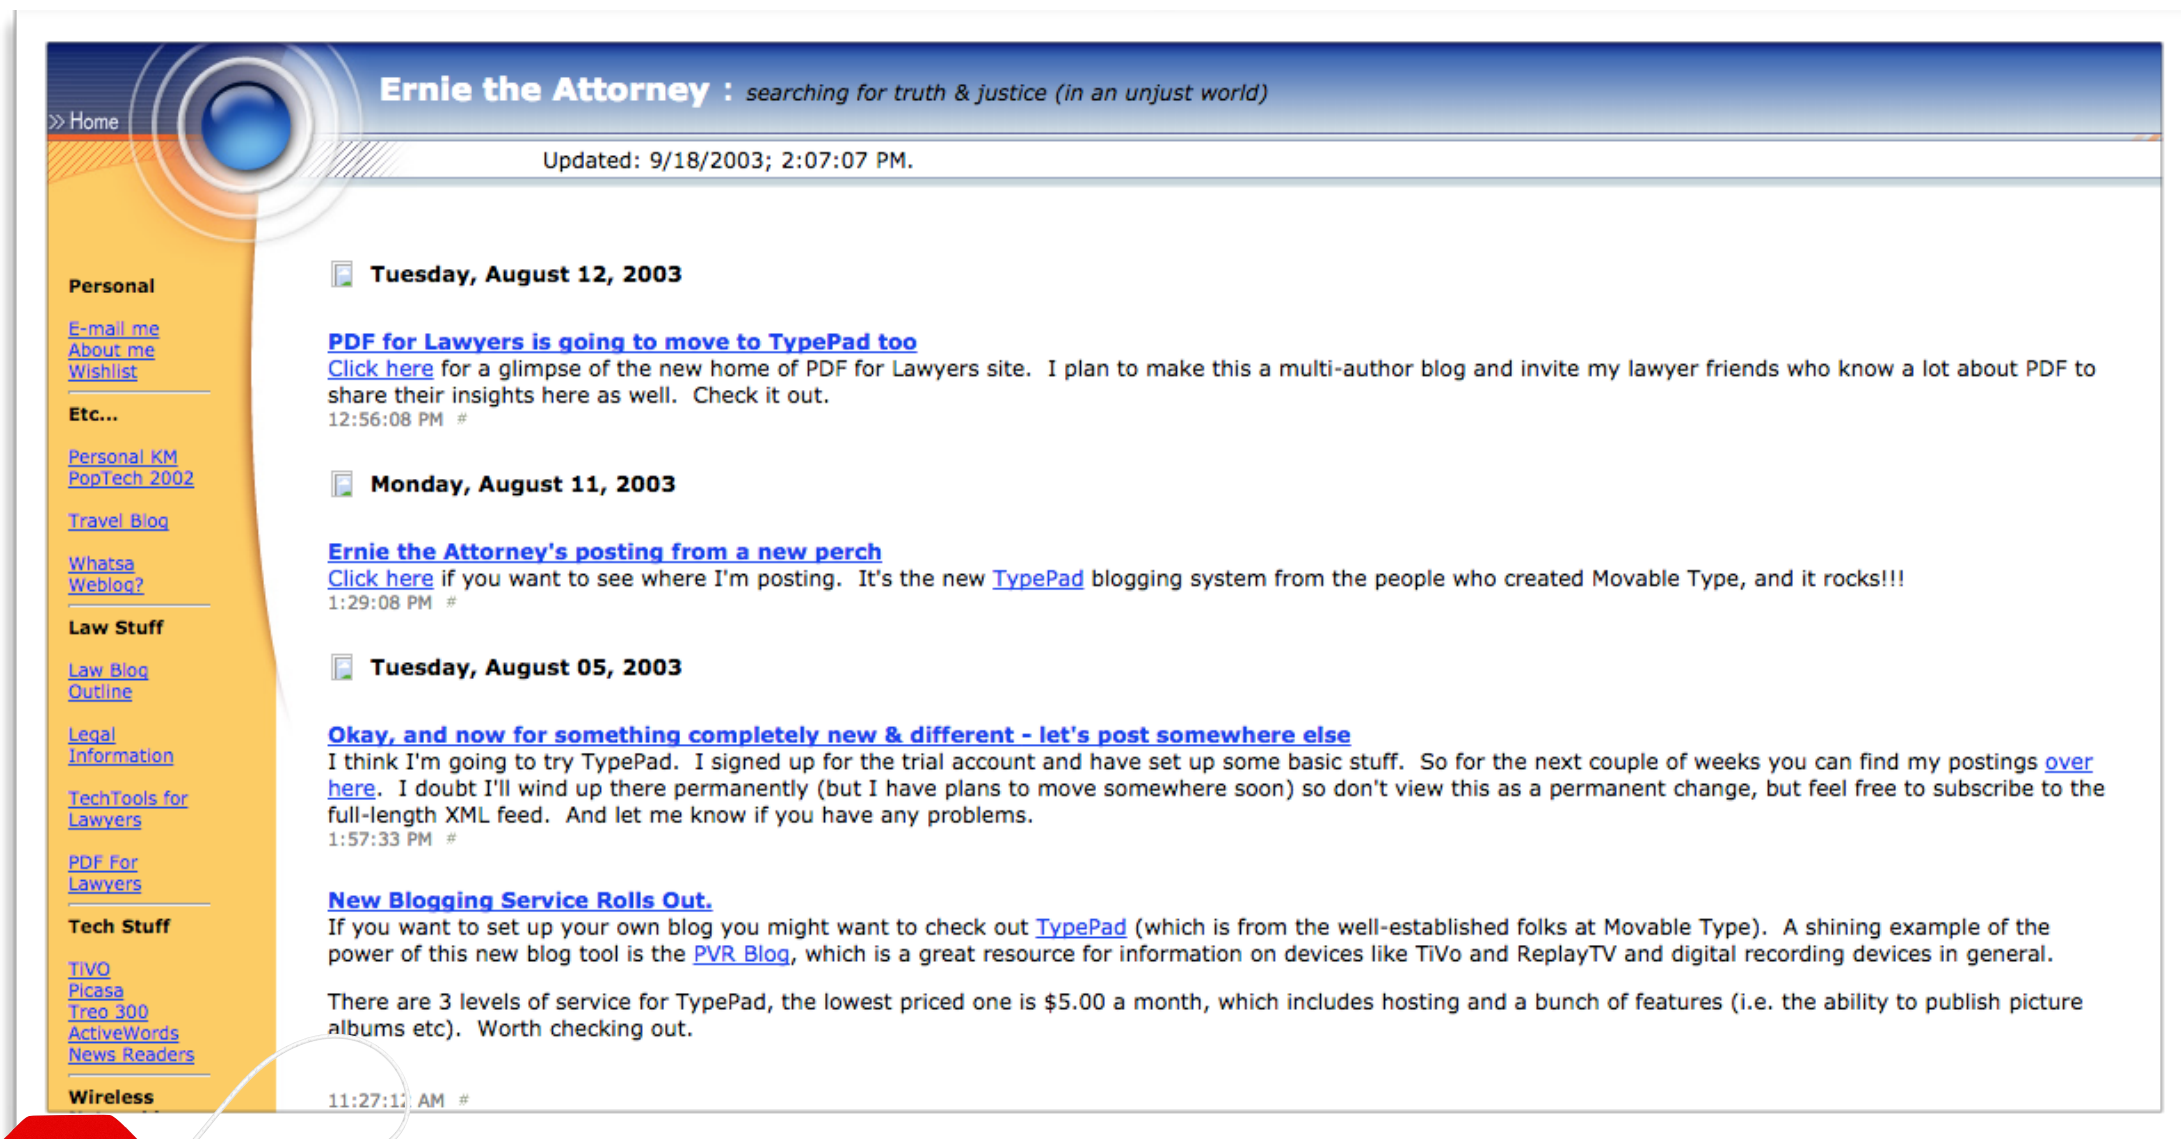 Ernie the Attorney : searching for truth & justice (in an unjust world)
>> Home
Updated: 9/18/2003; 2:07:07 PM.
Personal
E-mail me
About me
Wishlist
Etc...
Personal KM
PopTech 2002
Travel Blog
Whatsa
Weblog?
Law Stuff
Law Blog
Outline
Legal
Information
TechTools for
Lawyers
PDF For
Lawyers
Tech Stuff
TiVO
Picasa
Treo 300
ActiveWords
News Readers
Wireless
Tuesday, August 12, 2003
PDF for Lawyers is going to move to TypePad too
Click here for a glimpse of the new home of PDF for Lawyers site.  I plan to make this a multi-author blog and invite my lawyer friends who know a lot about PDF to
share their insights here as well.  Check it out.
12:56:08 PM  #
Monday, August 11, 2003
Ernie the Attorney's posting from a new perch
Click here if you want to see where I'm posting.  It's the new TypePad blogging system from the people who created Movable Type, and it rocks!!!
1:29:08 PM  #
Tuesday, August 05, 2003
Okay, and now for something completely new & different - let's post somewhere else
I think I'm going to try TypePad.  I signed up for the trial account and have set up some basic stuff.  So for the next couple of weeks you can find my postings over
here.  I doubt I'll wind up there permanently (but I have plans to move somewhere soon) so don't view this as a permanent change, but feel free to subscribe to the
full-length XML feed.  And let me know if you have any problems.
1:57:33 PM  #
New Blogging Service Rolls Out.
If you want to set up your own blog you might want to check out TypePad (which is from the well-established folks at Movable Type).  A shining example of the
power of this new blog tool is the PVR Blog, which is a great resource for information on devices like TiVo and ReplayTV and digital recording devices in general.
There are 3 levels of service for TypePad, the lowest priced one is $5.00 a month, which includes hosting and a bunch of features (i.e. the ability to publish picture
albums etc).  Worth checking out.
11:27:12 AM  #